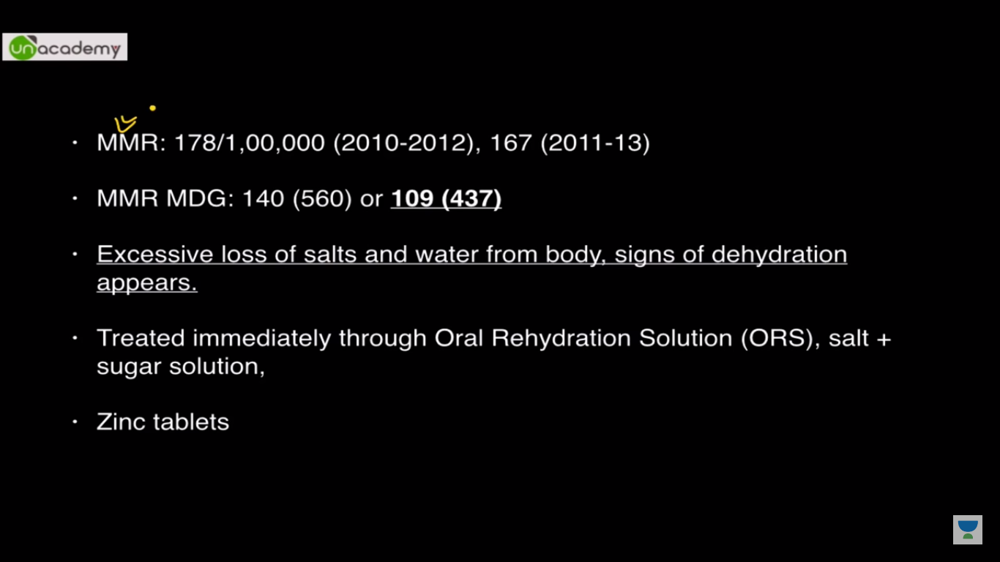 unacademy
· MMR: 178/1,00,000 (2010-2012), 167 (2011-13)
· MMR MDG: 140 (560) or 109 (437)
· Excessive loss of salts and water from body, signs of dehydration
appears.
· Treated immediately through Oral Rehydration Solution (ORS), salt +
sugar solution,
· Zinc tablets